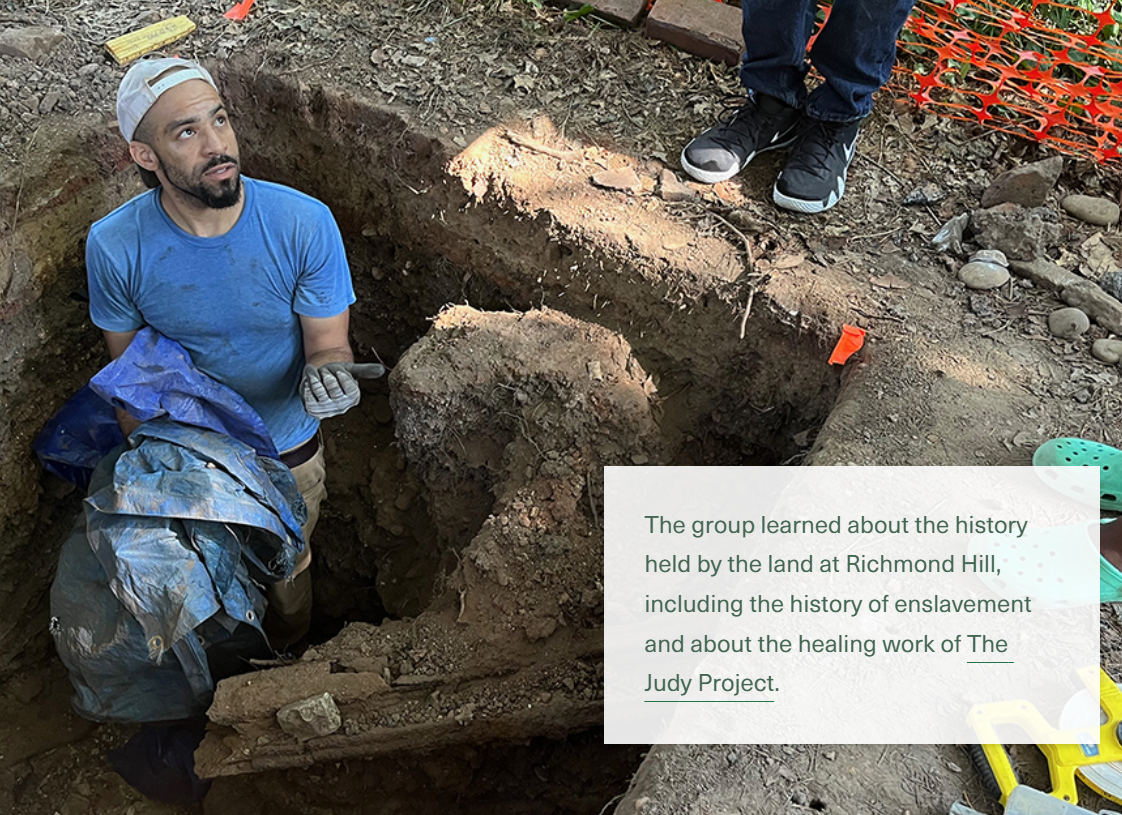 The group learned about the history
held by the land at Richmond Hill,
including the history of enslavement
and about the healing work of The
Judy Project.